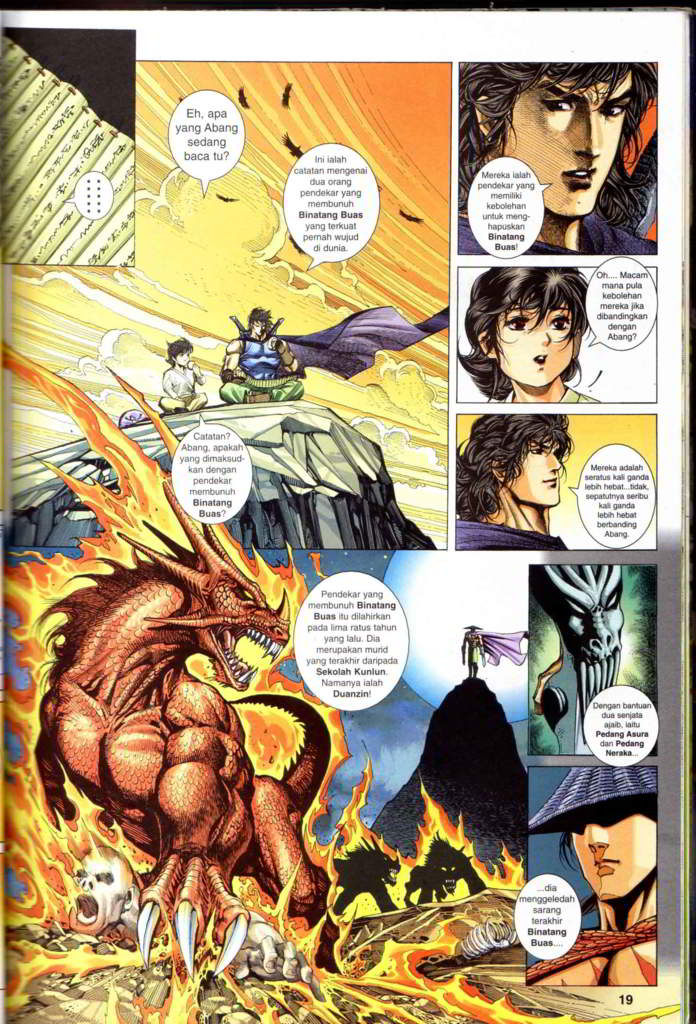 Eh, apa
yang Abang
sedang
baca tu?
Ini ialah
catatan mengenai
dua orang
pendekar yang
membunuh
Binatang Buas
yang terkuat
pernah wujud
di dunia.
Mereka ialah
pendekar yang
memiliki
kebolehan
untuk meng-
hapuskan
Binatang
Buas!
Oh.... Macam
mana pula
kebolehan
mereka jika
dibandingkan
dengan
Abang?
Catatan?
Abang, apakah
yang dimaksud-
kan dengan
pendekar
membunuh
Binatang
Buas?
Mereka adalah
seratus kali ganda
lebih hebat...tidak,
sepatutnya seribu
kali ganda
lebih hebat
berbanding
Abang.
Pendekar yang
membunuh Binatang
Buas itu dilahirkan
pada lima ratus tahun
yang lalu. Dia
merupakan murid
yang terakhir daripada
Sekolah Kunlun.
Namanya ialah
Duanzin!
Dengan bantuan
dua senjata
ajaib, iaitu
Pedang Asura
dan Pedang
Neraka...
...dia
menggeledah
sarang
terakhir
Binatang
Buas....
19